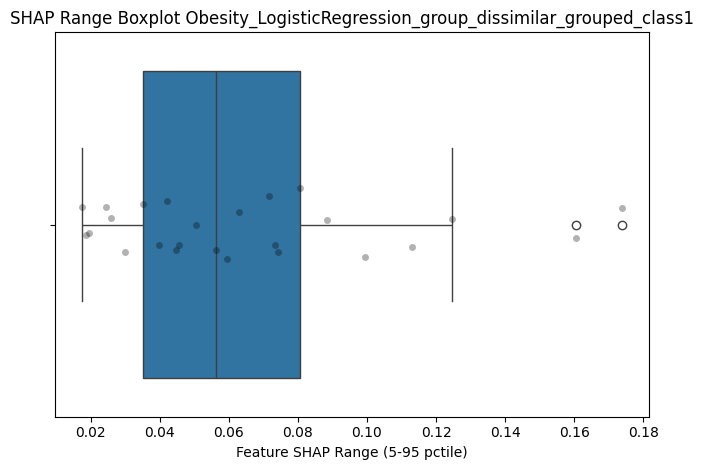 SHAP Range Boxplot Obesity_LogisticRegression_group_dissimilar_grouped_class1
0.02 0.04 0.06 0.08 0.10 0.12 0.14 0.16 0.18
Feature SHAP Range (5-95 pctile)